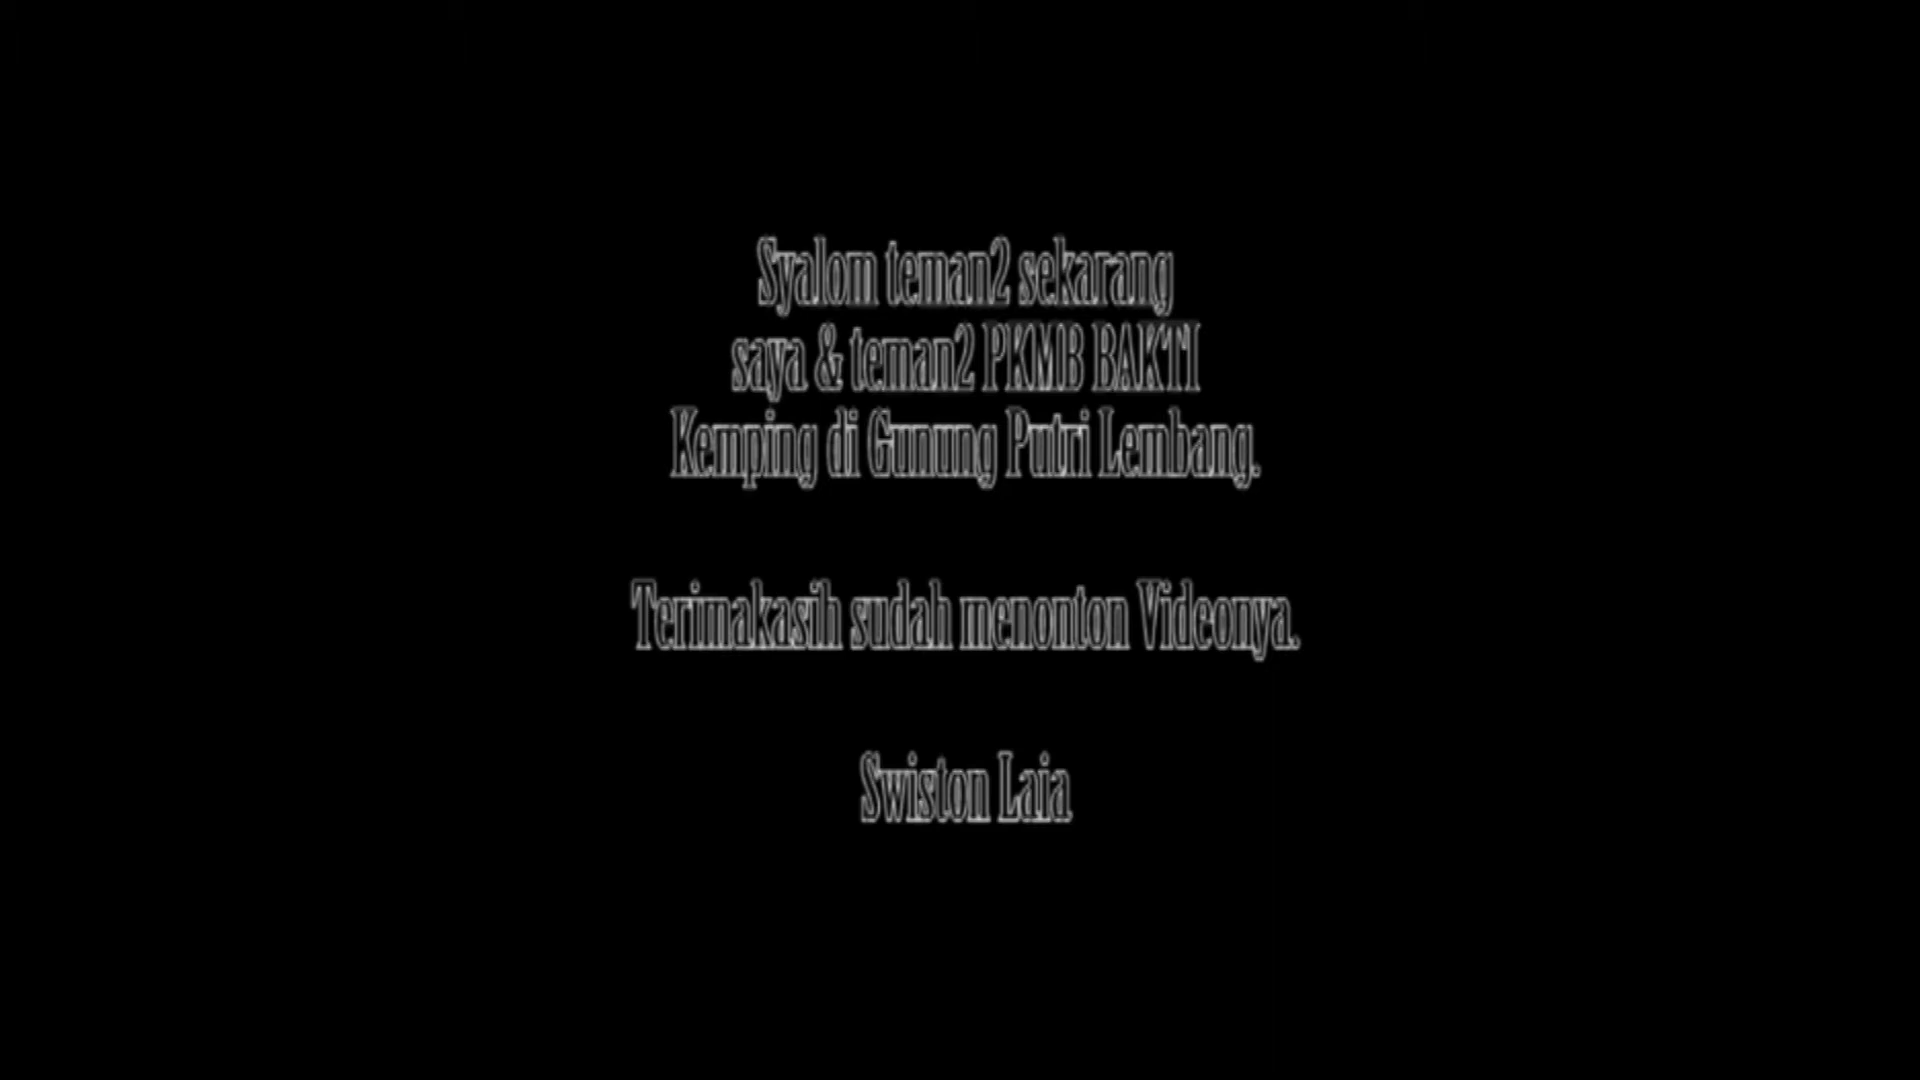 Syalom teman2 sekarang
saya & teman2 PKMB BAKTI
Kemping di Gunung Putri Lembang.
Terimakasih sudah menonton Videonya.
Swiston Laia